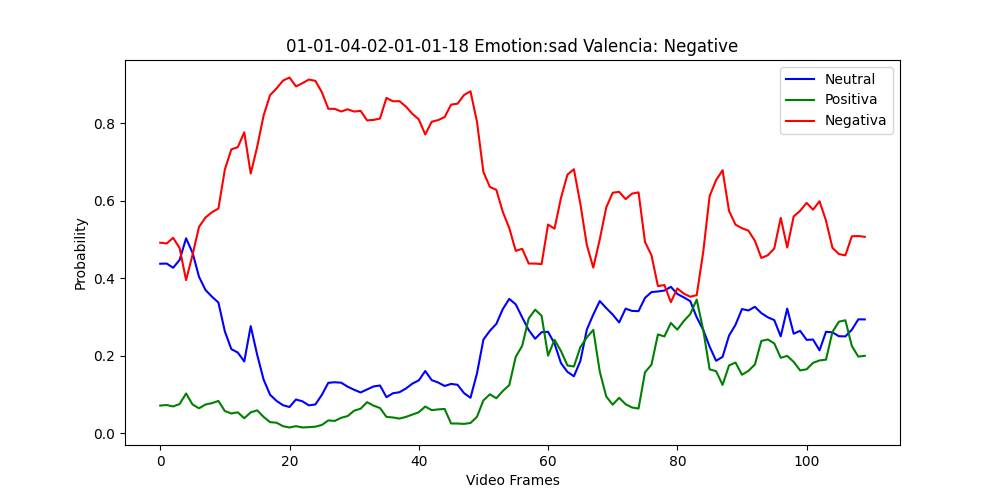 01-01-04-02-01-01-18 Emotion:sad Valencia: Negative
Neutral
Positiva
Negativa
Probability
0.8
0.6
0.4
0.2
0.0
0 20 40 60 80 100
Video Frames